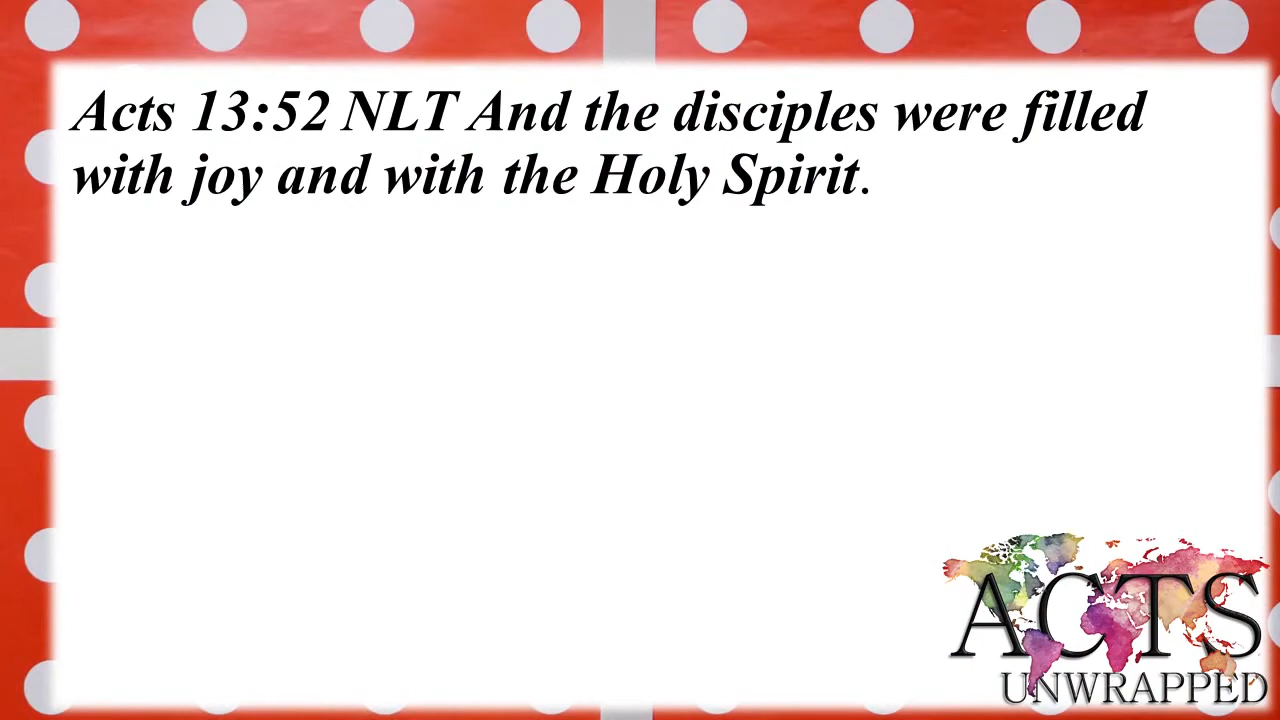 Acts 13:52 NLT And the disciples were filled
with joy and with the Holy Spirit.
ACTS
UNWRAPPED